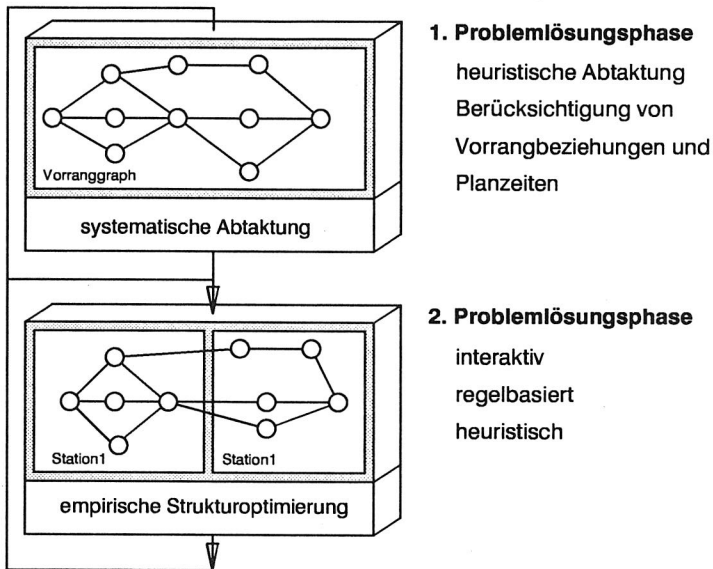 1. Problemlösungsphase
heuristische Abtaktung
Berücksichtigung von
Vorrangbeziehungen und
Planzeiten
Vorranggraph
systematische Abtaktung
2. Problemlösungsphase
interaktiv
regelbasiert
heuristisch
Station1
Station1
empirische Strukturoptimierung